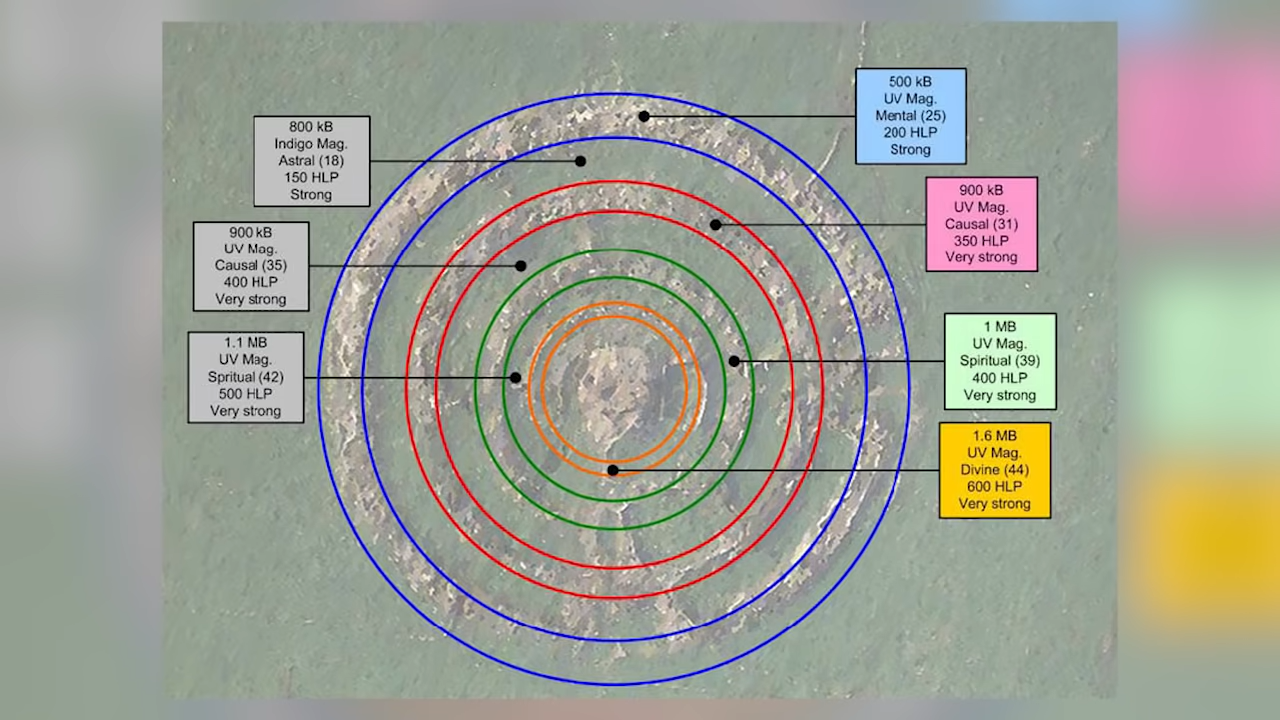 500 kB
UV Mag.
Mental (25)
200 HLP
Strong
800 kB
Indigo Mag.
Astral (18)
150 HLP
Strong
900 kB
UV Mag.
Causal (31)
350 HLP
Very strong
900 kB
UV Mag.
Causal (35)
400 HLP
Very strong
1 MB
UV Mag.
Spiritual (39)
400 HLP
Very strong
1.1 MB
UV Mag.
Spritual (42)
500 HLP
Very strong
1.6 MB
UV Mag.
Divine (44)
600 HLP
Very strong